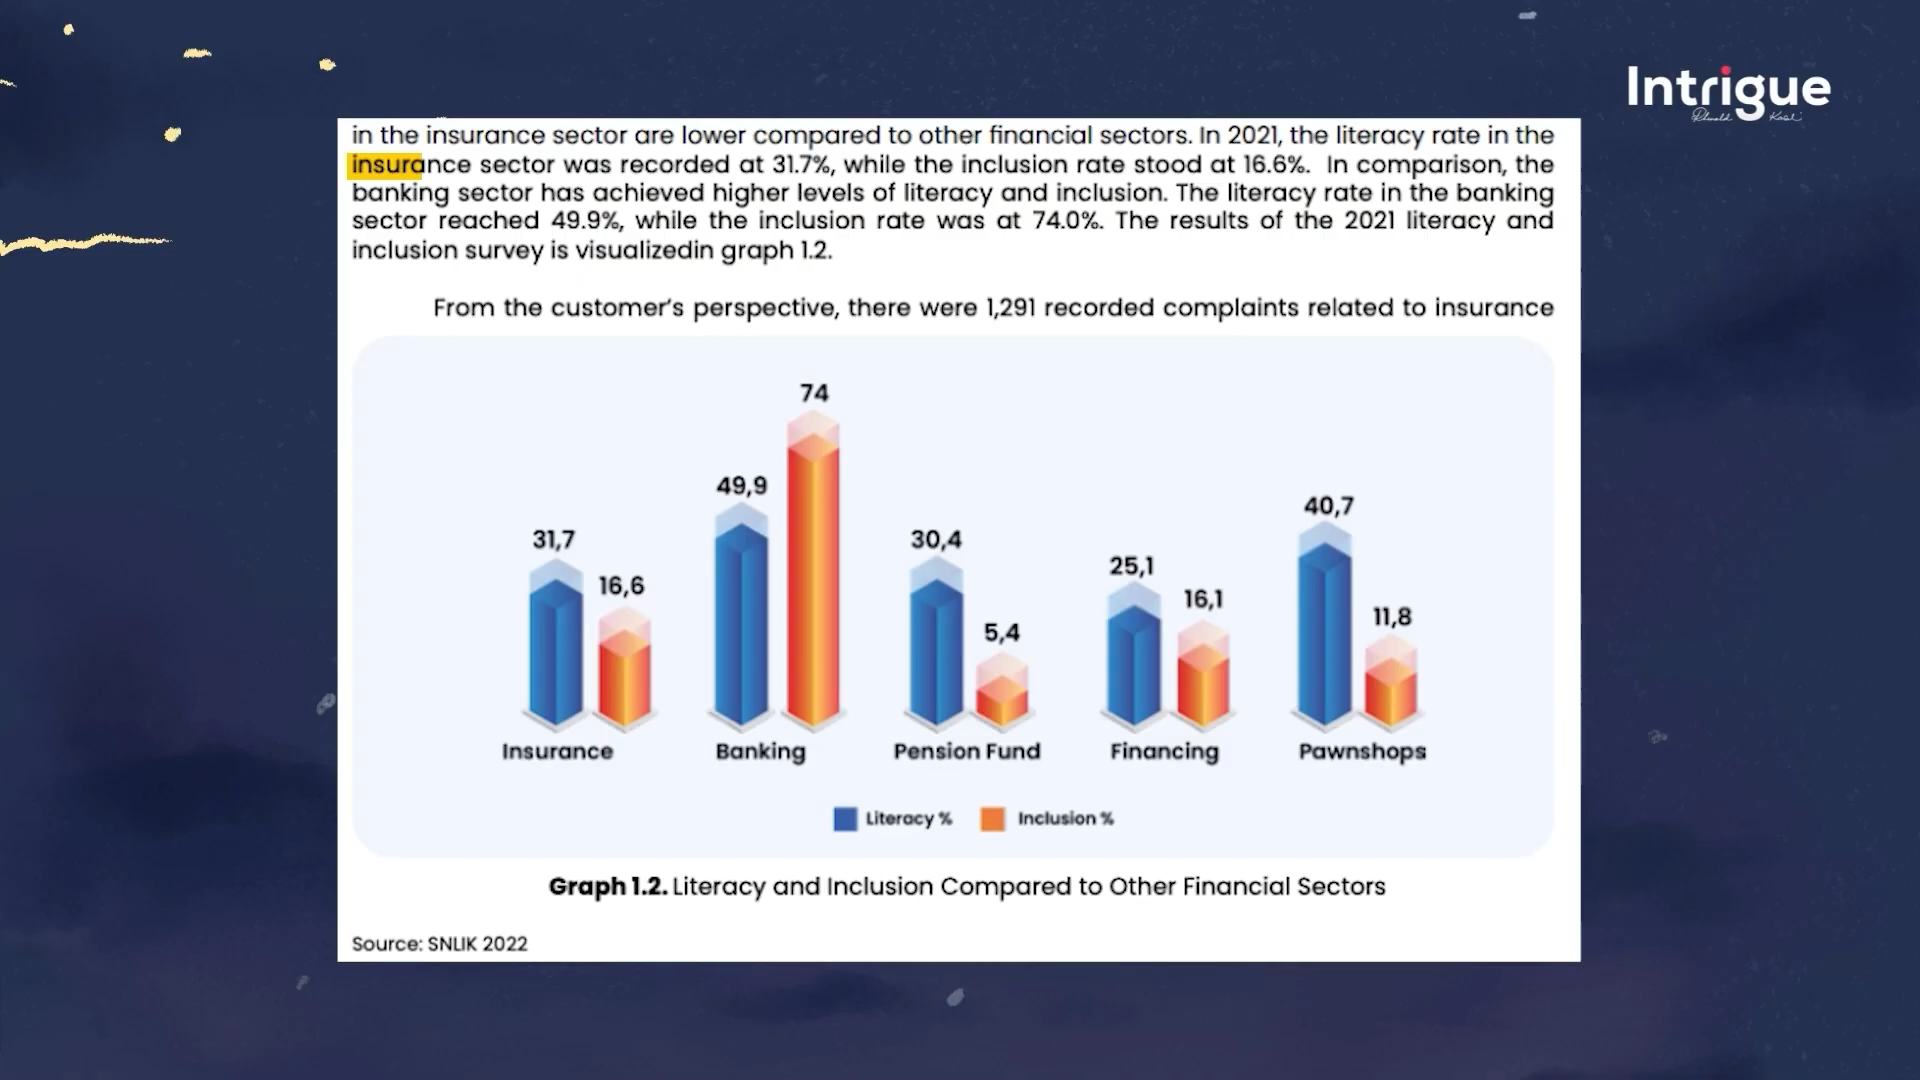 Intrigue
in the insurance sector are lower compared to other financial sectors. In 2021, the literacy rate in the
insurance sector was recorded at 31.7%, while the inclusion rate stood at 16.6%. In comparison, the
banking sector has achieved higher levels of literacy and inclusion. The literacy rate in the banking
sector reached 49.9%, while the inclusion rate was at 74.0%. The results of the 2021 literacy and
inclusion survey is visualizedin graph 1.2.
From the customer's perspective, there were 1,291 recorded complaints related to insurance
31,7
16,6
49,9
74
30,4
5,4
25,1
16,1
40,7
11,8
Insurance
Banking
Pension Fund
Financing
Pawnshops
Literacy %
Inclusion %
Graph 1.2. Literacy and Inclusion Compared to Other Financial Sectors
Source: SNLIK 2022